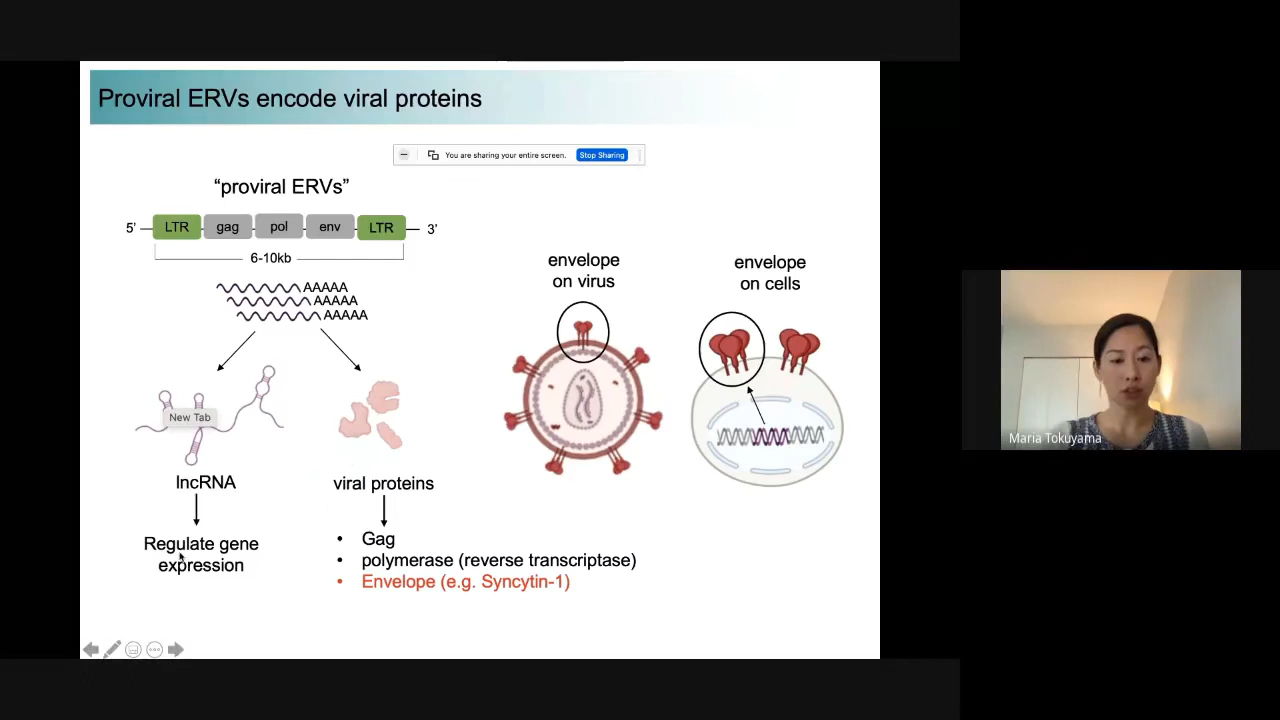 Proviral ERVs encode viral proteins
You are sharing your entire screen. Stop Sharing
“proviral ERVs”
5’ LTR gag pol env LTR 3’
6-10kb
AAAAA
AAAAA
AAAAA
envelope
on virus
envelope
on cells
New Tab
lncRNA
viral proteins
Regulate gene
expression
• Gag
• polymerase (reverse transcriptase)
• Envelope (e.g. Syncytin-1)
Maria Tokuyama